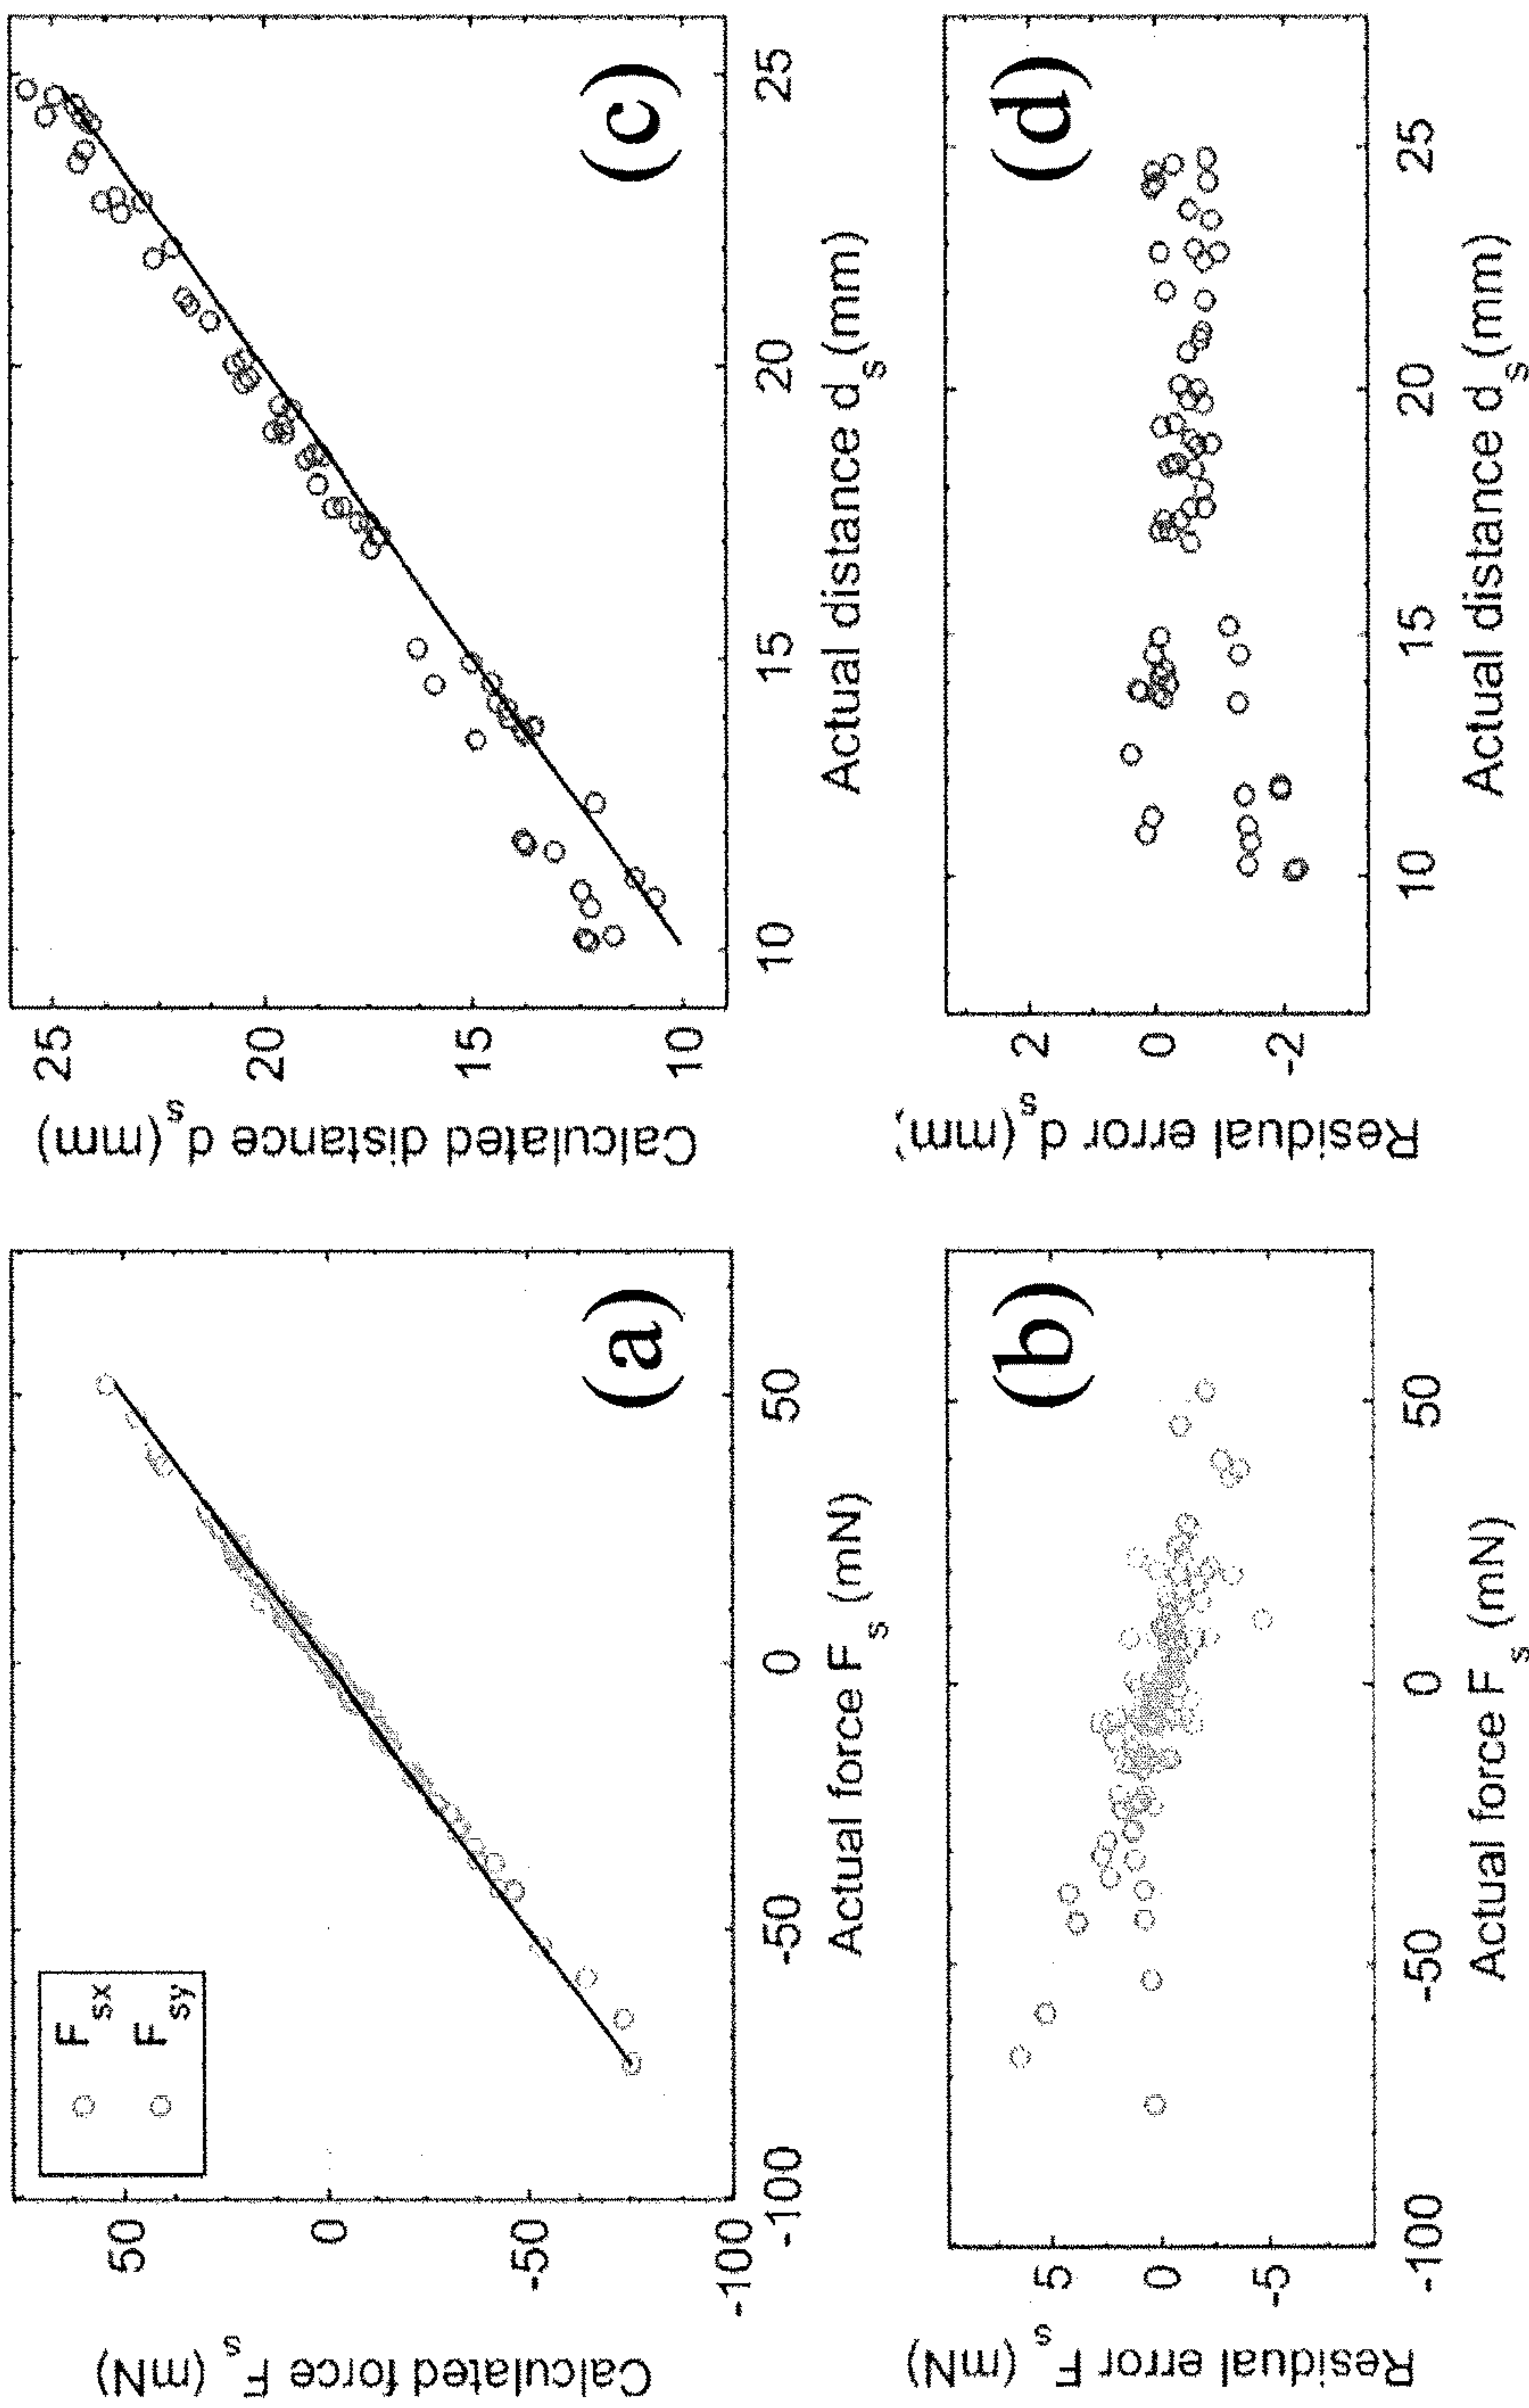 Calculated force F_s (mN)
50
0
-50
-100
F_sx
F_sy
(a)
-100
-50
0
50
Actual force F_s (mN)
Residual error F_s (mN)
5
0
-5
(b)
-100
-50
0
50
Actual force F_s (mN)
Calculated distance d_s (mm)
25
20
15
10
(c)
10
15
20
25
Actual distance d_s (mm)
Residual error d_s (mm)
2
0
-2
(d)
10
15
20
25
Actual distance d_s (mm)